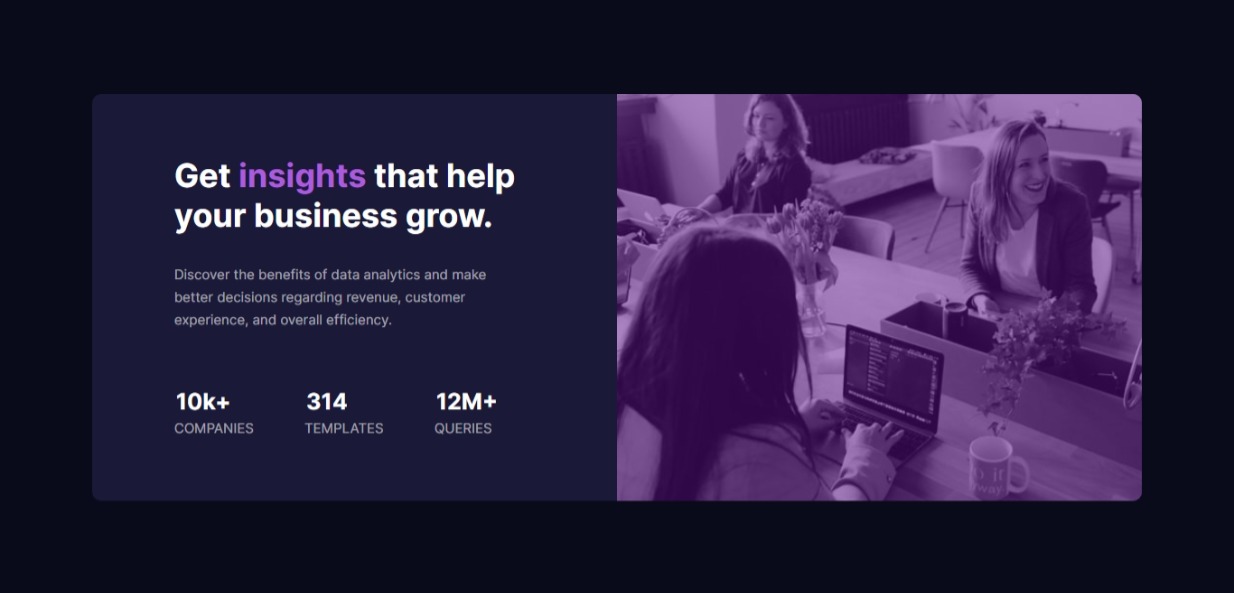 Get insights that help
your business grow.
Discover the benefits of data analytics and make
better decisions regarding revenue, customer
experience, and overall efficiency.
10k+ 314 12M+
COMPANIES TEMPLATES QUERIES